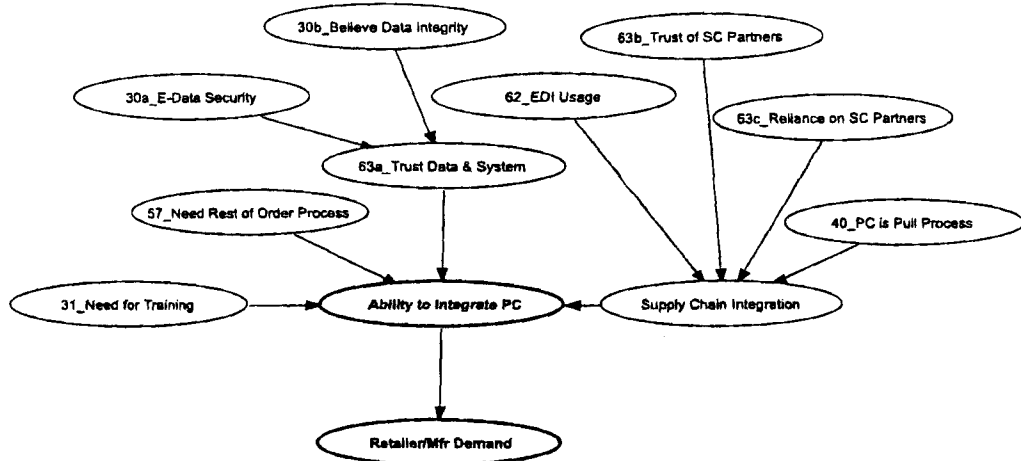 30b_Believe Data Integrity
63b_Trust of SC Partners
30a_E-Data Security
62_EDI Usage
63c_Reliance on SC Partners
63a_Trust Data & System
57_Need Rest of Order Process
40_PC is Pull Process
31_Need for Training
Ability to Integrate PC
Supply Chain Integration
Retailer/Mfr Demand